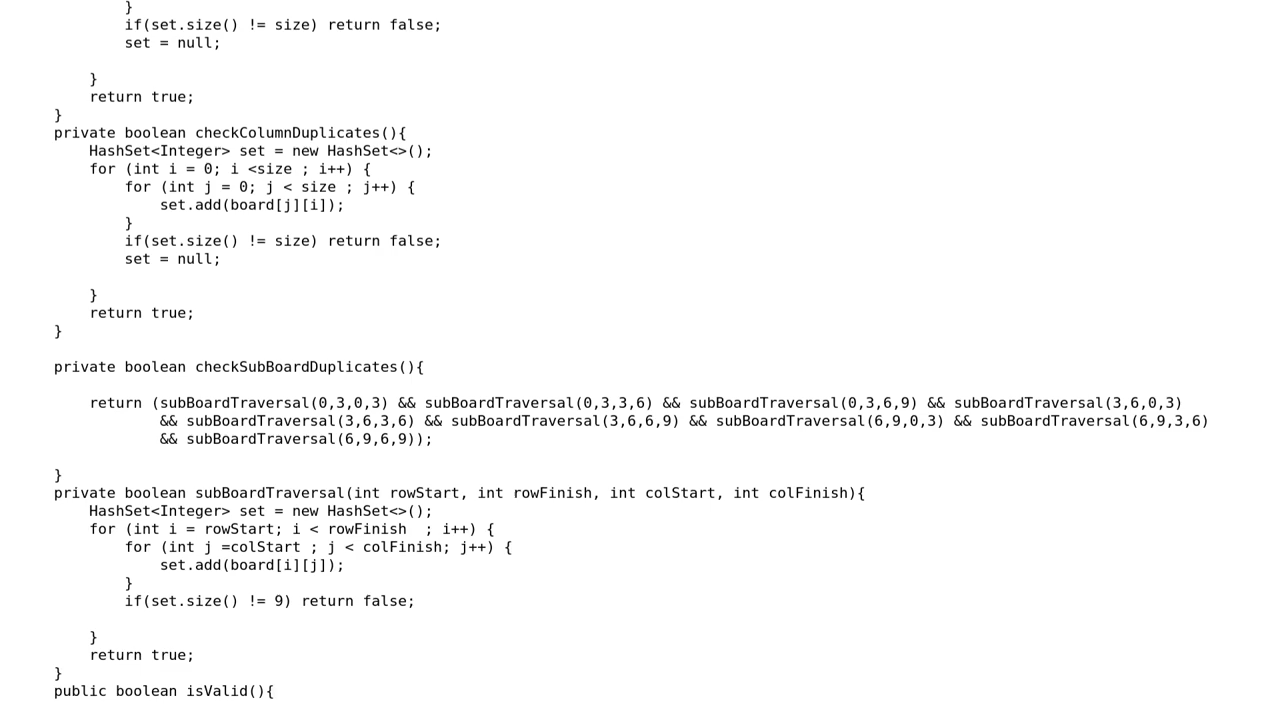 }
        if(set.size() != size) return false;
        set = null;

    }
    return true;
}
private boolean checkColumnDuplicates(){
    HashSet<Integer> set = new HashSet<>();
    for (int i = 0; i <size ; i++) {
        for (int j = 0; j < size ; j++) {
            set.add(board[j][i]);
        }
        if(set.size() != size) return false;
        set = null;

    }
    return true;
}

private boolean checkSubBoardDuplicates(){

    return (subBoardTraversal(0,3,0,3) && subBoardTraversal(0,3,3,6) && subBoardTraversal(0,3,6,9) && subBoardTraversal(3,6,0,3)
            && subBoardTraversal(3,6,3,6) && subBoardTraversal(3,6,6,9) && subBoardTraversal(6,9,0,3) && subBoardTraversal(6,9,3,6)
            && subBoardTraversal(6,9,6,9));

}
private boolean subBoardTraversal(int rowStart, int rowFinish, int colStart, int colFinish){
    HashSet<Integer> set = new HashSet<>();
    for (int i = rowStart; i < rowFinish  ; i++) {
        for (int j =colStart ; j < colFinish; j++) {
            set.add(board[i][j]);
        }
        if(set.size() != 9) return false;

    }
    return true;
}
public boolean isValid(){